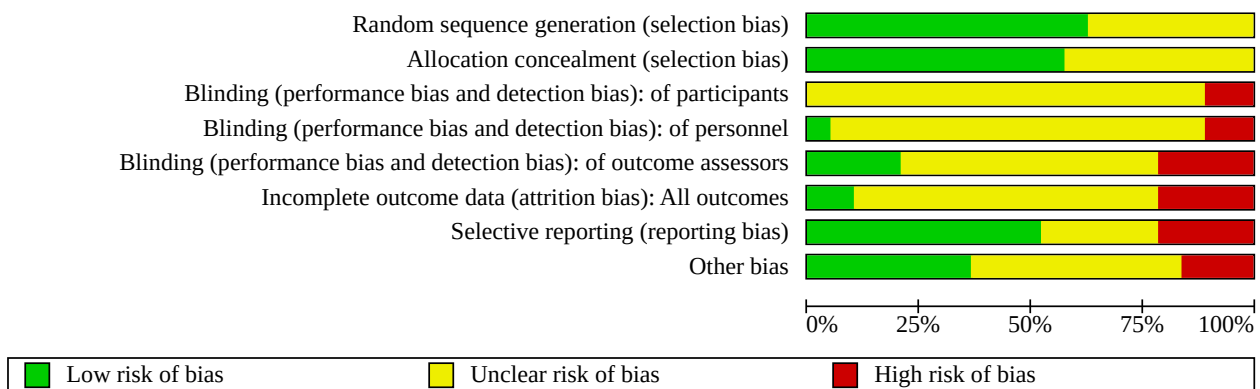 Random sequence generation (selection bias)
Allocation concealment (selection bias)
Blinding (performance bias and detection bias): of participants
Blinding (performance bias and detection bias): of personnel
Blinding (performance bias and detection bias): of outcome assessors
Incomplete outcome data (attrition bias): All outcomes
Selective reporting (reporting bias)
Other bias
0% 25% 50% 75% 100%
Low risk of bias Unclear risk of bias High risk of bias